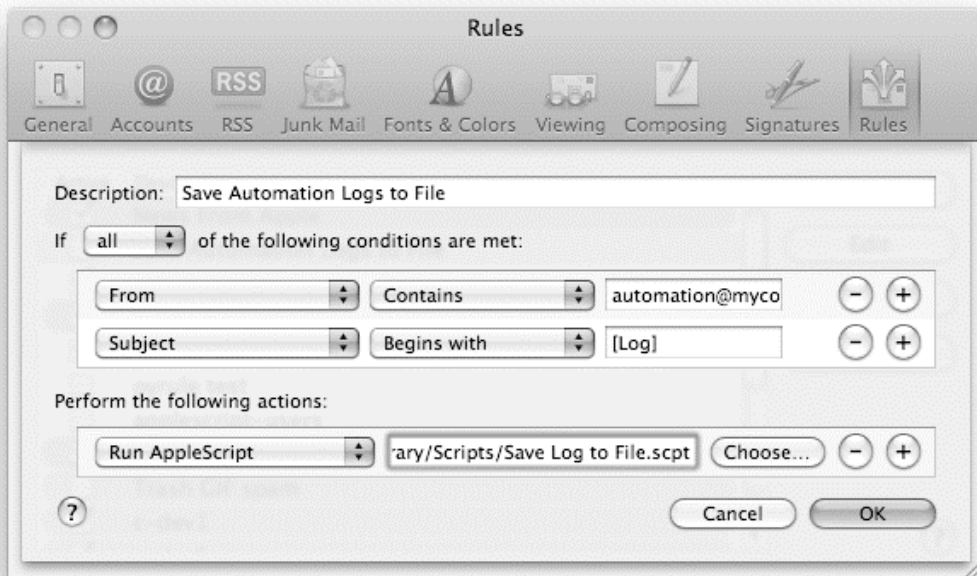 Rules
RSS
General Accounts RSS Junk Mail Fonts & Colors Viewing Composing Signatures Rules
Description: Save Automation Logs to File
If all of the following conditions are met:
From Contains automation@myco
Subject Begins with [Log]
Perform the following actions:
Run AppleScript rary/Scripts/Save Log to File.scpt Choose...
? Cancel OK